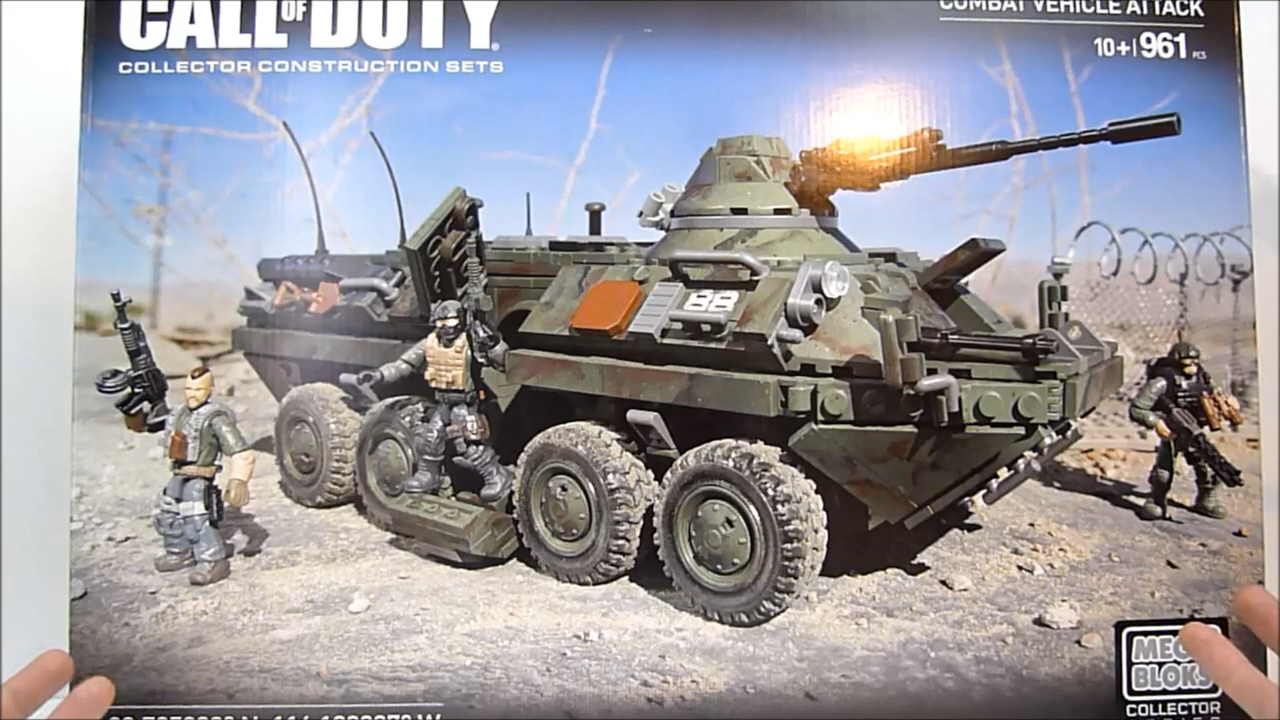 CALL OF DUTY
COLLECTOR CONSTRUCTION SETS
COMBAT VEHICLE ATTACK
10+ | 961 PCS
88
MEGA
BLOKS
COLLECTOR